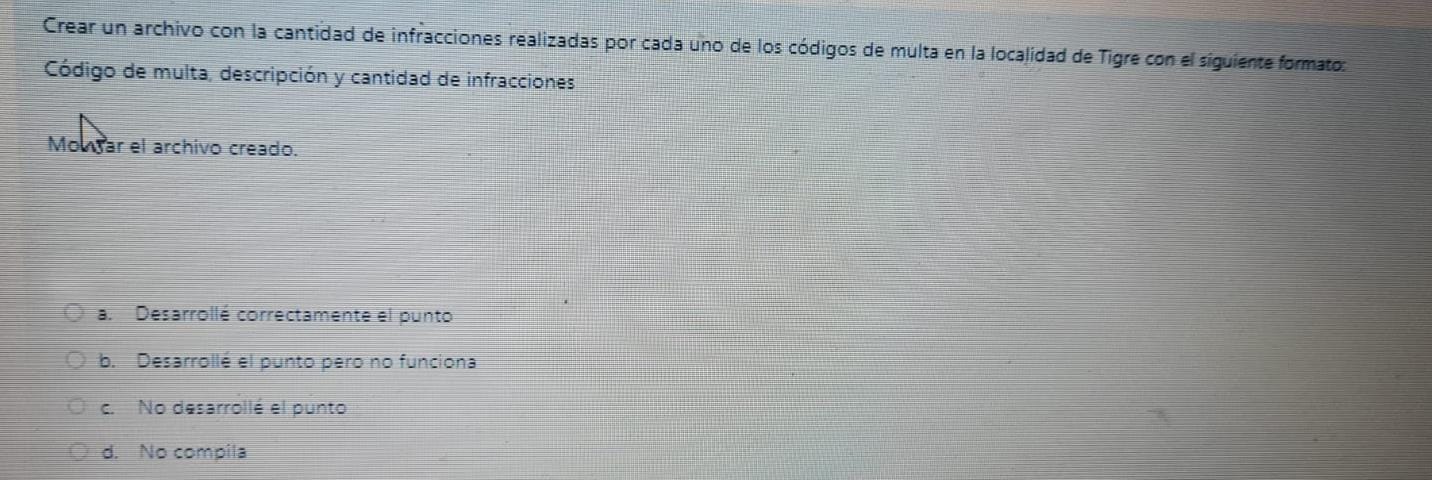 Crear un archivo con la cantidad de infracciones realizadas por cada uno de los códigos de multa en la localidad de Tigre con el siguiente formato:
Código de multa, descripción y cantidad de infracciones
Mostrar el archivo creado.
a. Desarrollé correctamente el punto
b. Desarrollé el punto pero no funciona
c. No desarrollé el punto
d. No compila